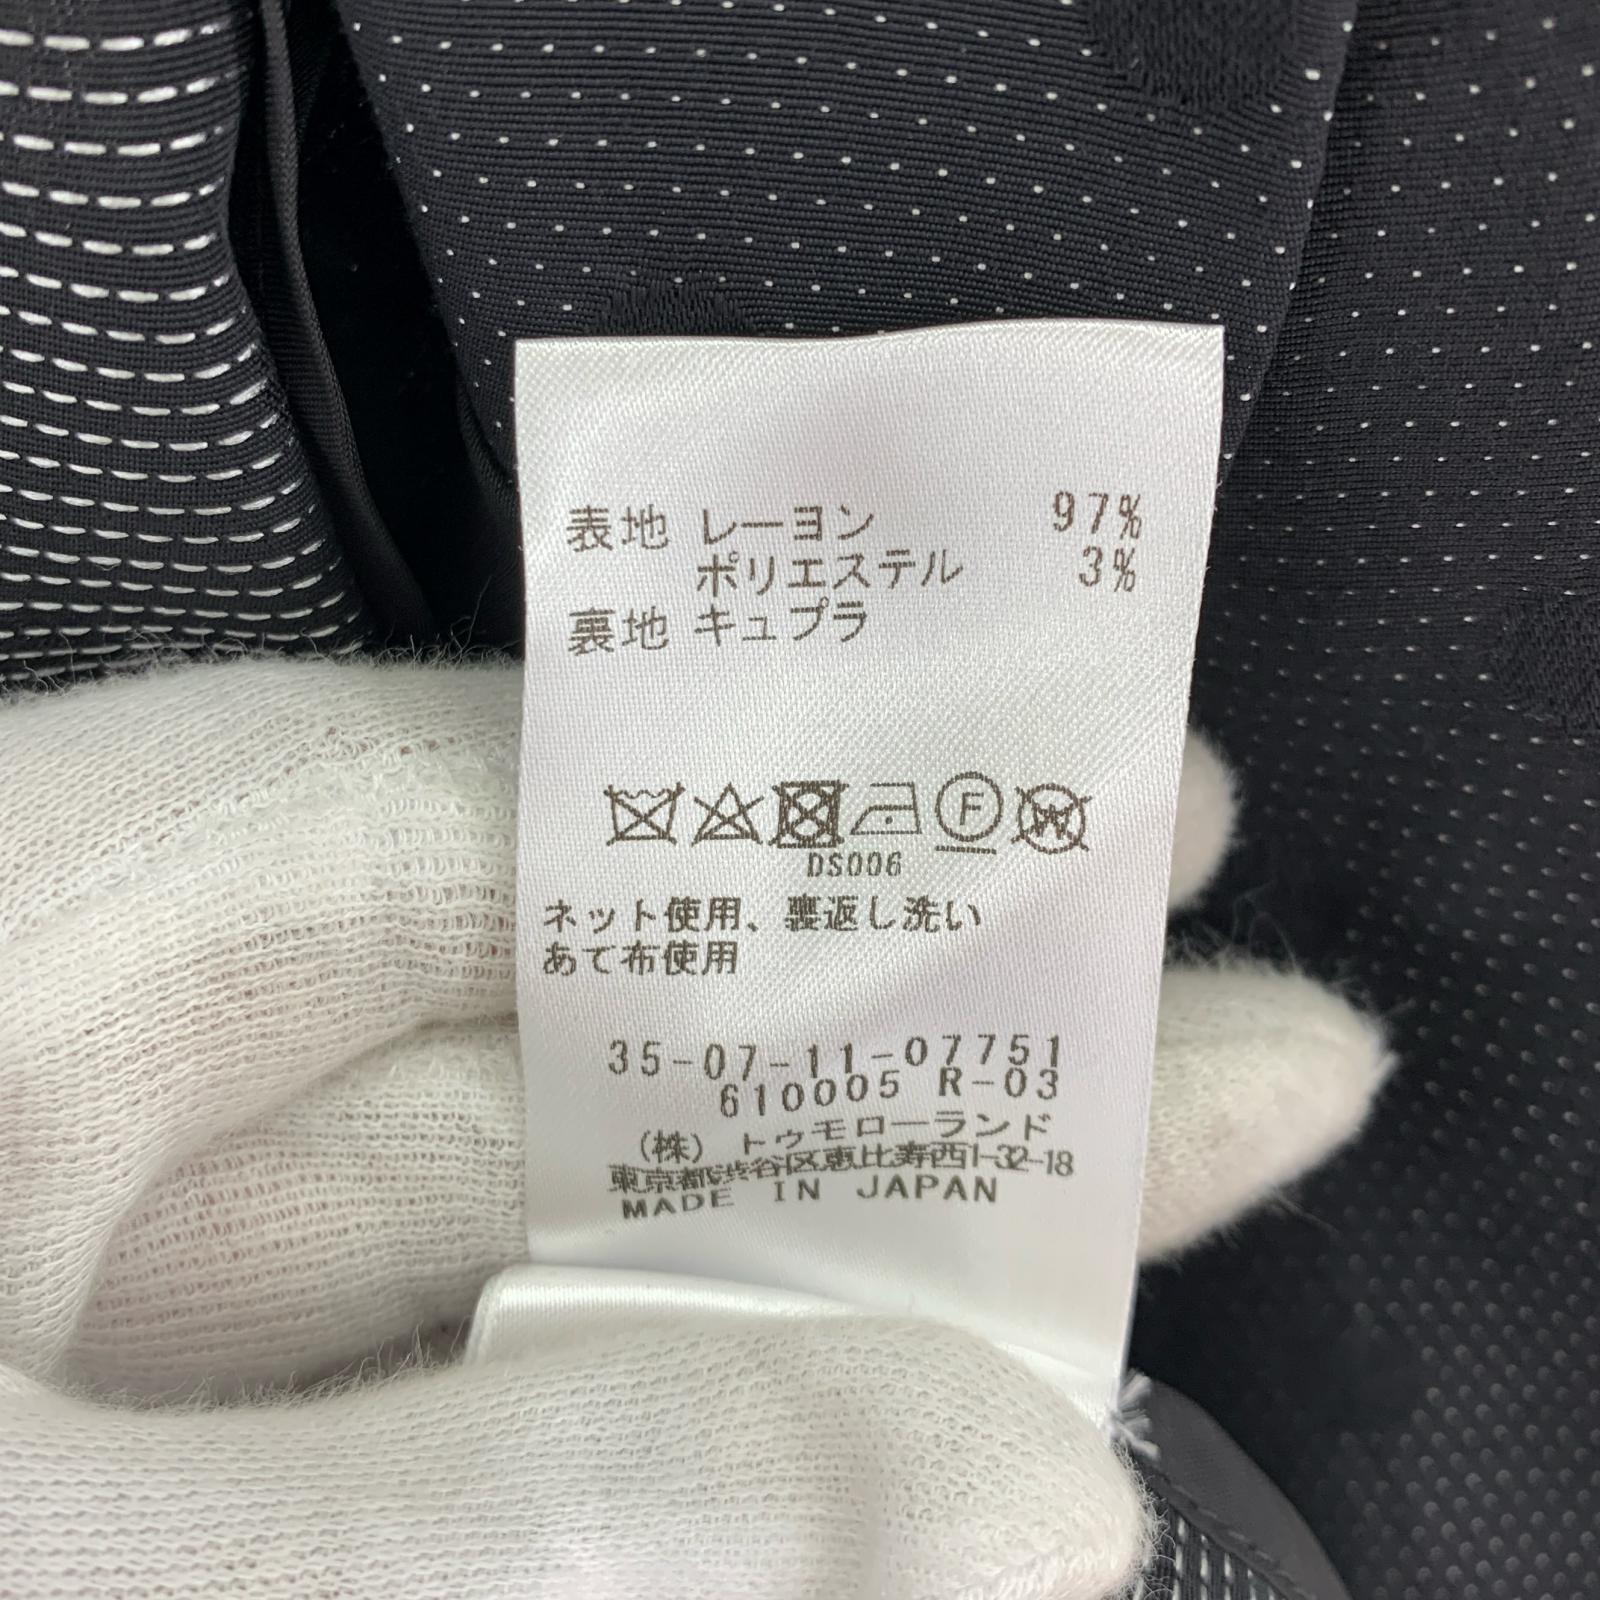 表地 レーヨン 97%
ポリエステル 3%
裏地 キュプラ
F W
DS006
ネット使用、裏返し洗い
あて布使用
35-07-11-07751
610005 R-03
(株) トゥモローランド
東京都渋谷区恵比寿西1-32-18
MADE IN JAPAN